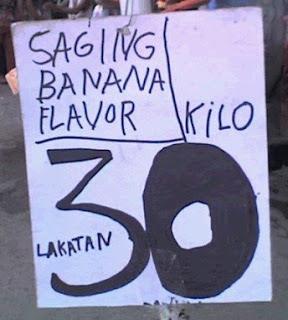 SAGING
BANANA
FLAVOR
KiLO
30
LAKATAN